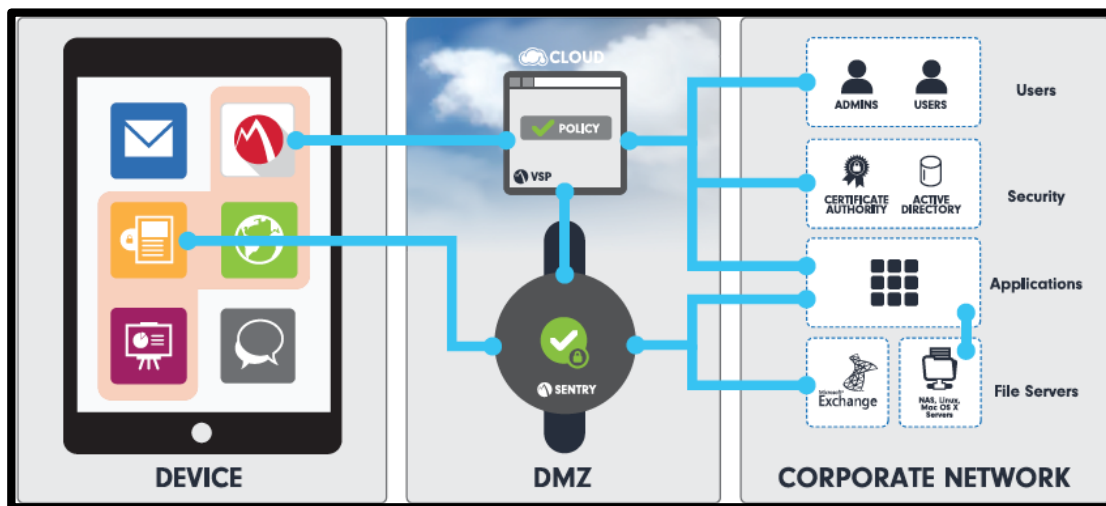 CLOUD
POLICY
VSP
SENTRY
ADMINS
USERS
Users
CERTIFICATE
AUTHORITY
ACTIVE
DIRECTORY
Security
Applications
Microsoft
Exchange
NAS, Linux,
Mac OS X
Servers
File Servers
DEVICE
DMZ
CORPORATE NETWORK